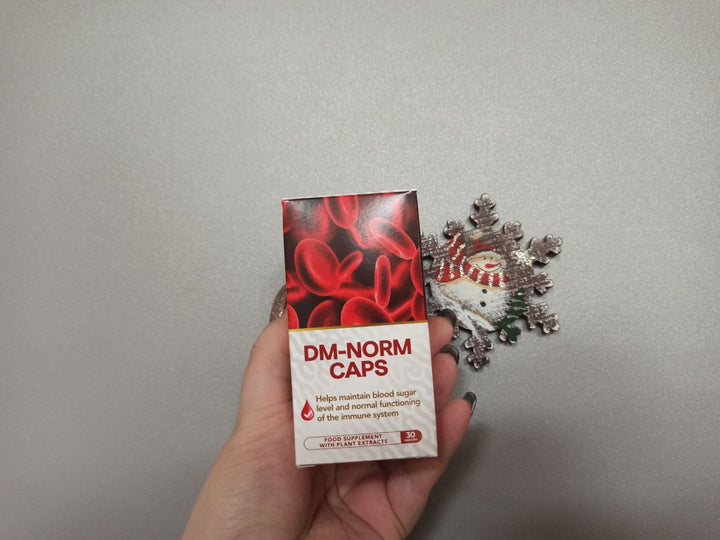 DM-NORM
CAPS
Helps maintain blood sugar
level and normal functioning
of the immune system
FOOD SUPPLEMENT
WITH PLANT EXTRACTS
30